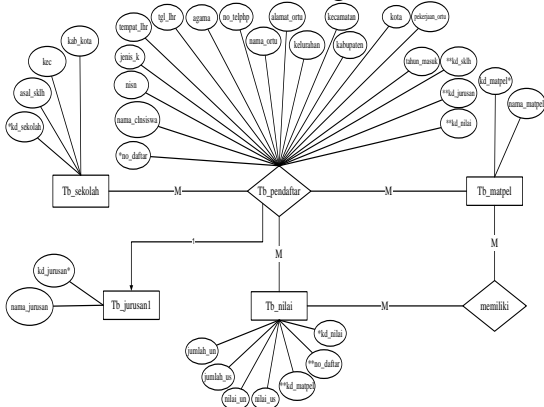 kab_kota
kec
asal_sklh
*kd_sekolah
tempat_lhr
tgl_lhr
agama
no_telphp
alamat_ortu
kecamatan
kota
pekerjaan_ortu
nama_ortu
kelurahan
kabupaten
jenis_k
nisn
nama_clnsiswa
*no_daftar
tahun_masuk
**kd_sklh
**kd_jurusan
**kd_nilai
kd_matpel*
nama_matpel
Tb_sekolah
M
Tb_pendaftar
M
Tb_matpel
1
M
M
kd_jurusan*
nama_jurusan
Tb_jurusan1
Tb_nilai
M
memiliki
jumlah_un
jumlah_us
nilai_un
nilai_us
**kd_matpel
**no_daftar
*kd_nilai